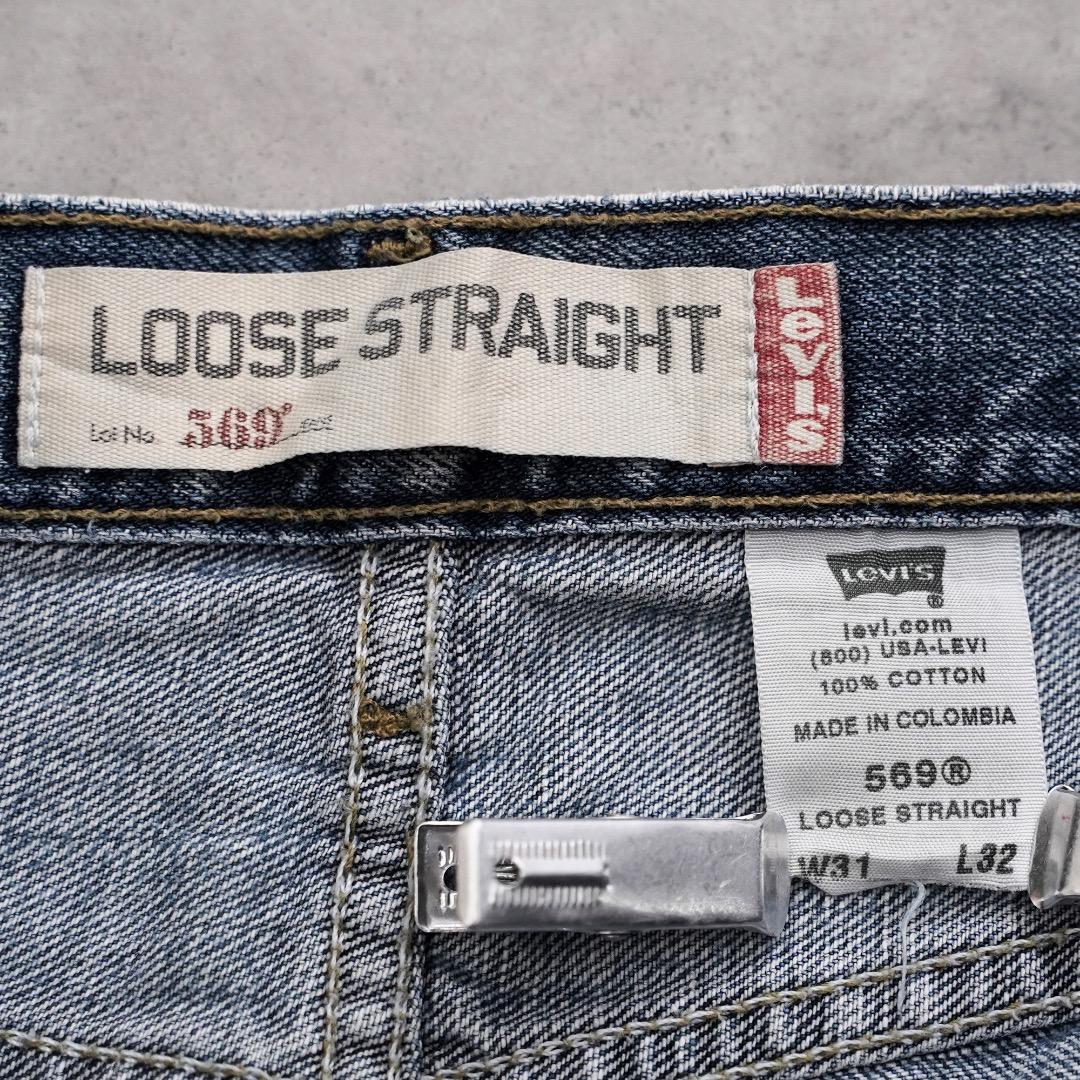 LOOSE STRAIGHT
Lot No. 569®
LEVI'S
LEVI'S
®
levi.com
(800) USA-LEVI
100% COTTON
MADE IN COLOMBIA
569®
LOOSE STRAIGHT
W31 L32